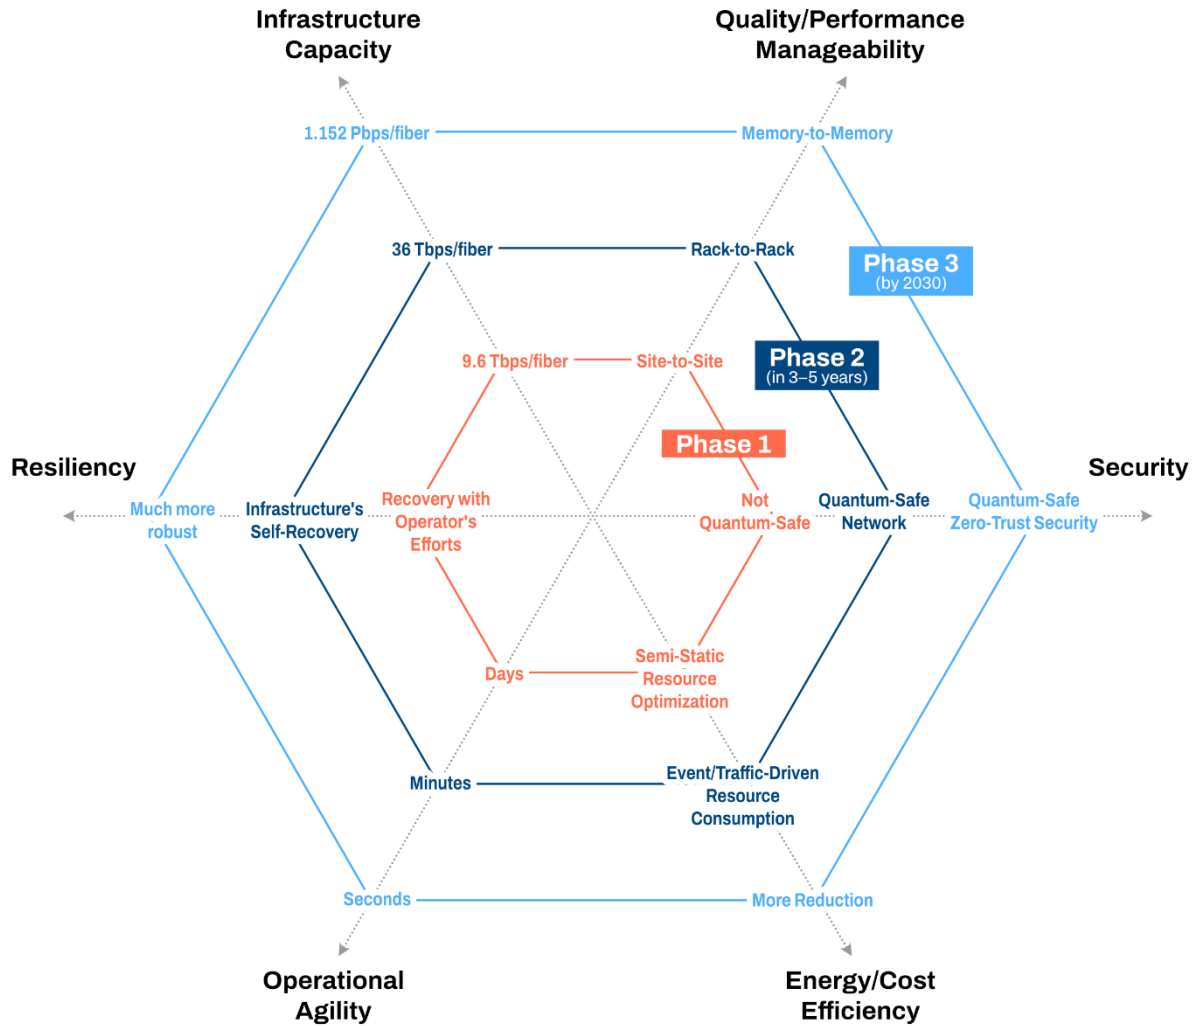 Infrastructure
Capacity
Quality/Performance
Manageability
1.152 Pbps/fiber
Memory-to-Memory
36 Tbps/fiber
Rack-to-Rack
Phase 3
(by 2030)
Phase 2
(in 3–5 years)
9.6 Tbps/fiber
Site-to-Site
Phase 1
Resiliency
Security
Much more
robust
Infrastructure's
Self-Recovery
Recovery with
Operator's
Efforts
Not
Quantum-Safe
Quantum-Safe
Network
Quantum-Safe
Zero-Trust Security
Days
Semi-Static
Resource
Optimization
Minutes
Event/Traffic-Driven
Resource
Consumption
Seconds
More Reduction
Operational
Agility
Energy/Cost
Efficiency